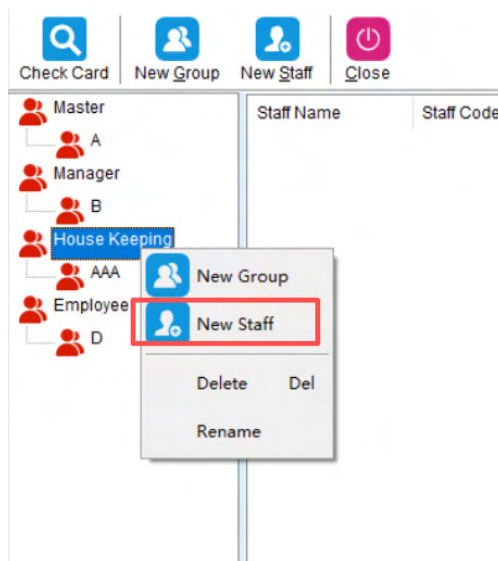 Check Card New Group New Staff Close
Master
A
Manager
B
House Keeping
AAA
Employee
D
Staff Name Staff Code
New Group
New Staff
Delete Del
Rename